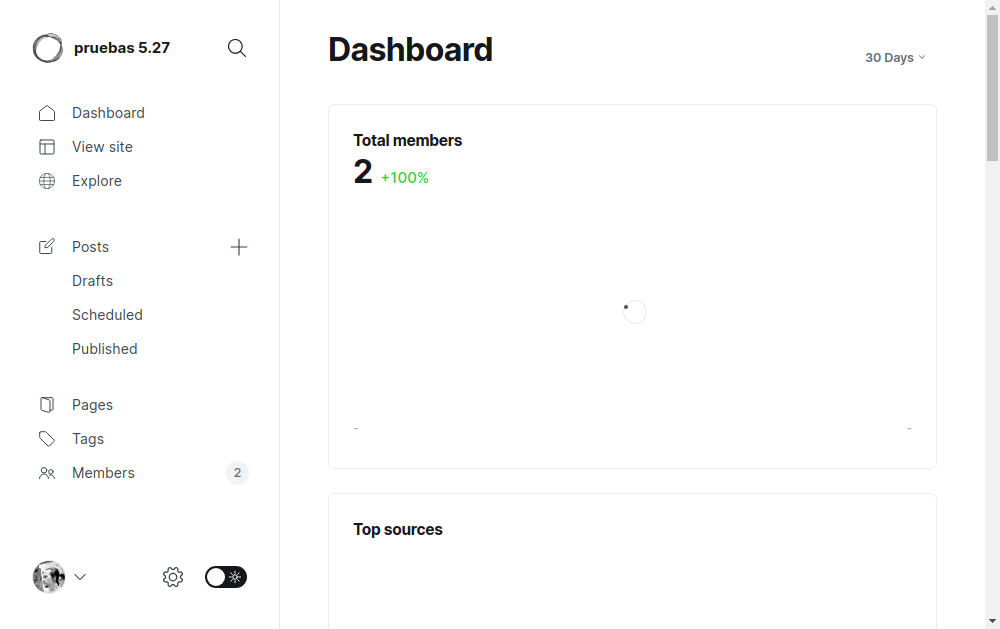 pruebas 5.27
Dashboard
View site
Explore
Posts
Drafts
Scheduled
Published
Pages
Tags
Members 2
Dashboard
30 Days
Total members
2 +100%
- -
Top sources